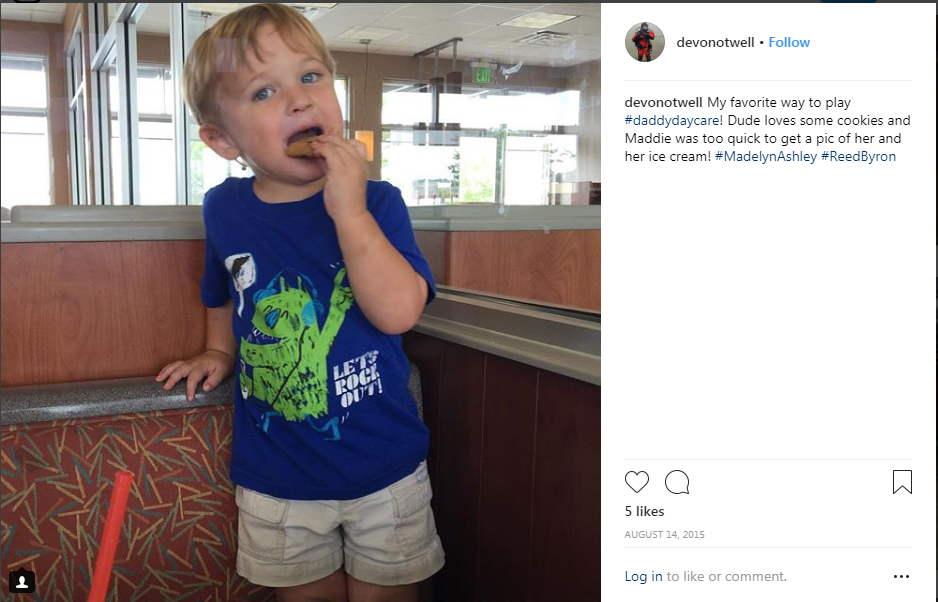 LET'S
ROCK
OUT!
devonotwell • Follow
devonotwell My favorite way to play
#daddydaycare! Dude loves some cookies and
Maddie was too quick to get a pic of her and
her ice cream! #MadelynAshley #ReedByron
5 likes
AUGUST 14, 2015
Log in to like or comment.